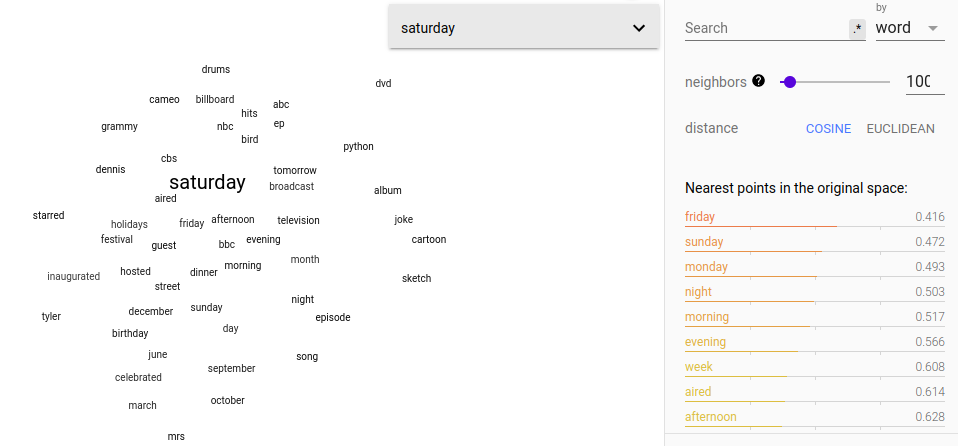 saturday
drums
dvd
cameo billboard abc
hits
grammy nbc ep
bird
python
cbs
dennis tomorrow
saturday broadcast
aired album
starred holidays friday afternoon television joke
festival guest bbc evening cartoon
inaugurated hosted dinner morning month
street sketch
tyler december sunday night episode
birthday day
june song
celebrated september
march october
mrs
by
Search .* word
neighbors ? 100
distance COSINE EUCLIDEAN
Nearest points in the original space:
friday 0.416
sunday 0.472
monday 0.493
night 0.503
morning 0.517
evening 0.566
week 0.608
aired 0.614
afternoon 0.628